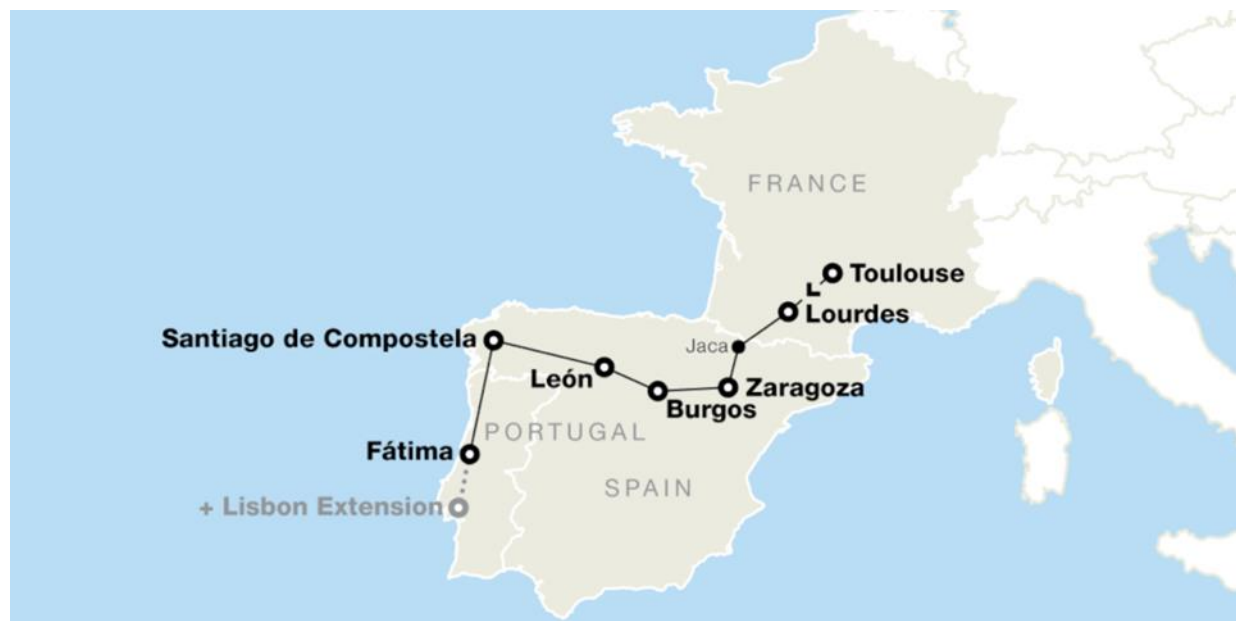 FRANCE
Toulouse
L
Lourdes
Santiago de Compostela
Jaca
León
Zaragoza
Burgos
PORTUGAL
Fátima
SPAIN
+ Lisbon Extension